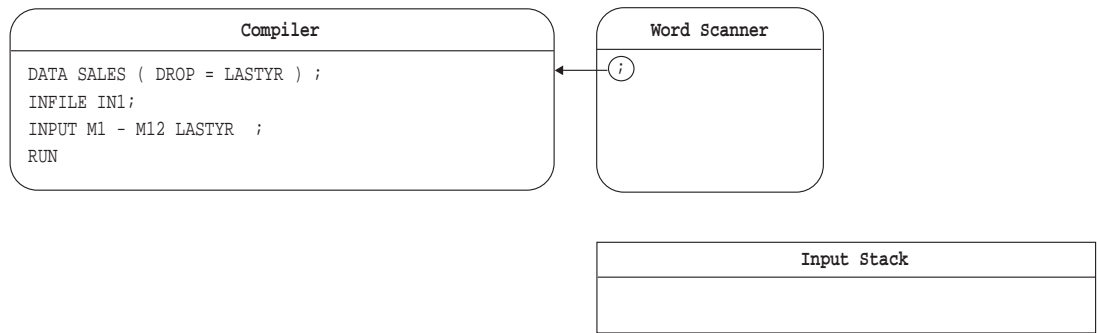 Compiler
DATA SALES ( DROP = LASTYR ) ;
INFILE IN1;
INPUT M1 - M12 LASTYR  ;
RUN
Word Scanner
;
Input Stack